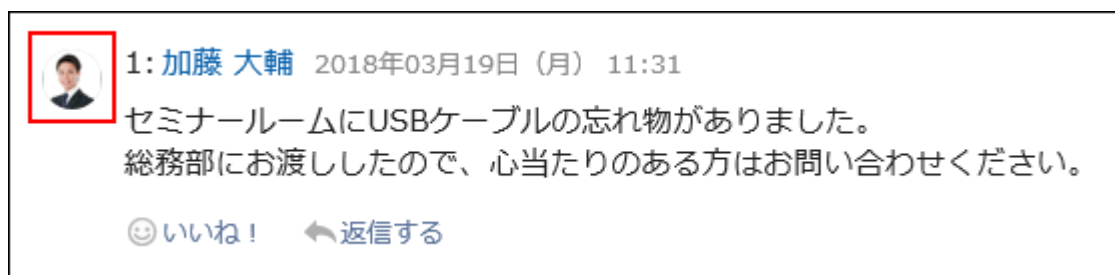 1: 加藤 大輔 2018年03月19日（月） 11:31
セミナールームにUSBケーブルの忘れ物がありました。
総務部にお渡ししたので、心当たりのある方はお問い合わせください。
いいね！ 返信する